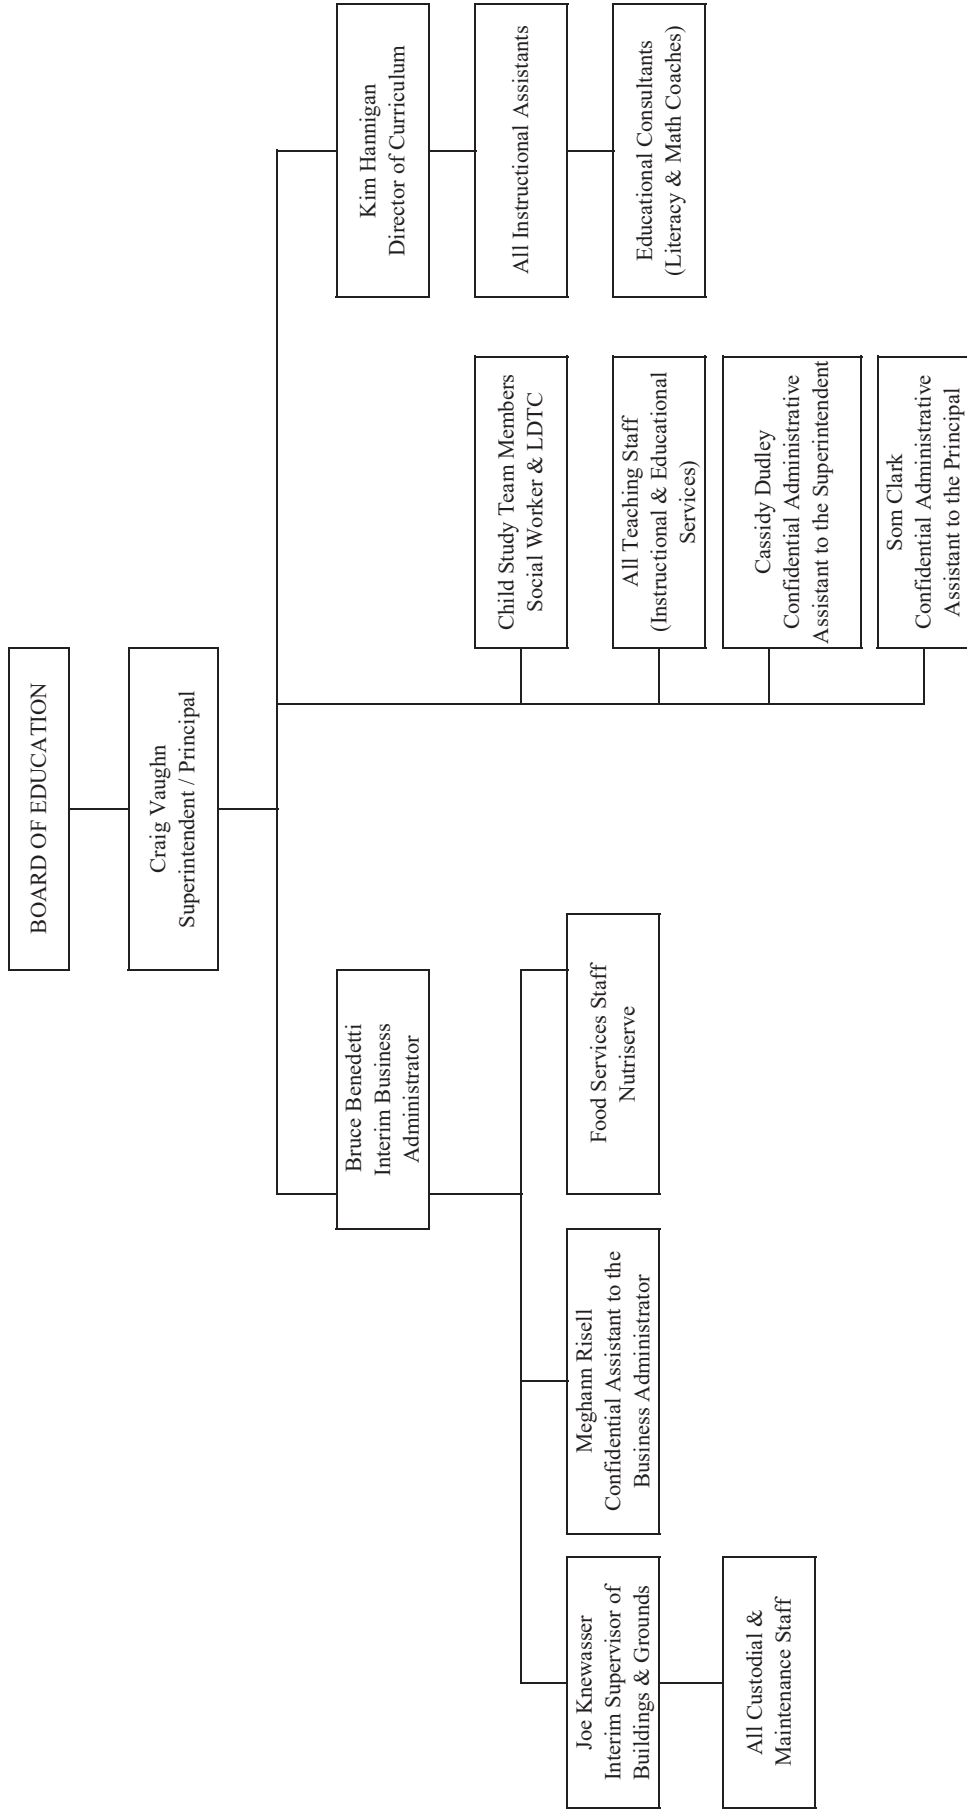 BOARD OF EDUCATION
Craig Vaughn
Superintendent / Principal
Bruce Benedetti
Interim Business
Administrator
Kim Hannigan
Director of Curriculum
Joe Knewasser
Interim Supervisor of
Buildings & Grounds
All Custodial &
Maintenance Staff
Meghann Risell
Confidential Assistant to the
Business Administrator
Food Services Staff
Nutriserve
Child Study Team Members
Social Worker & LDTC
All Teaching Staff
(Instructional & Educational
Services)
Cassidy Dudley
Confidential Administrative
Assistant to the Superintendent
Som Clark
Confidential Administrative
Assistant to the Principal
All Instructional Assistants
Educational Consultants
(Literacy & Math Coaches)